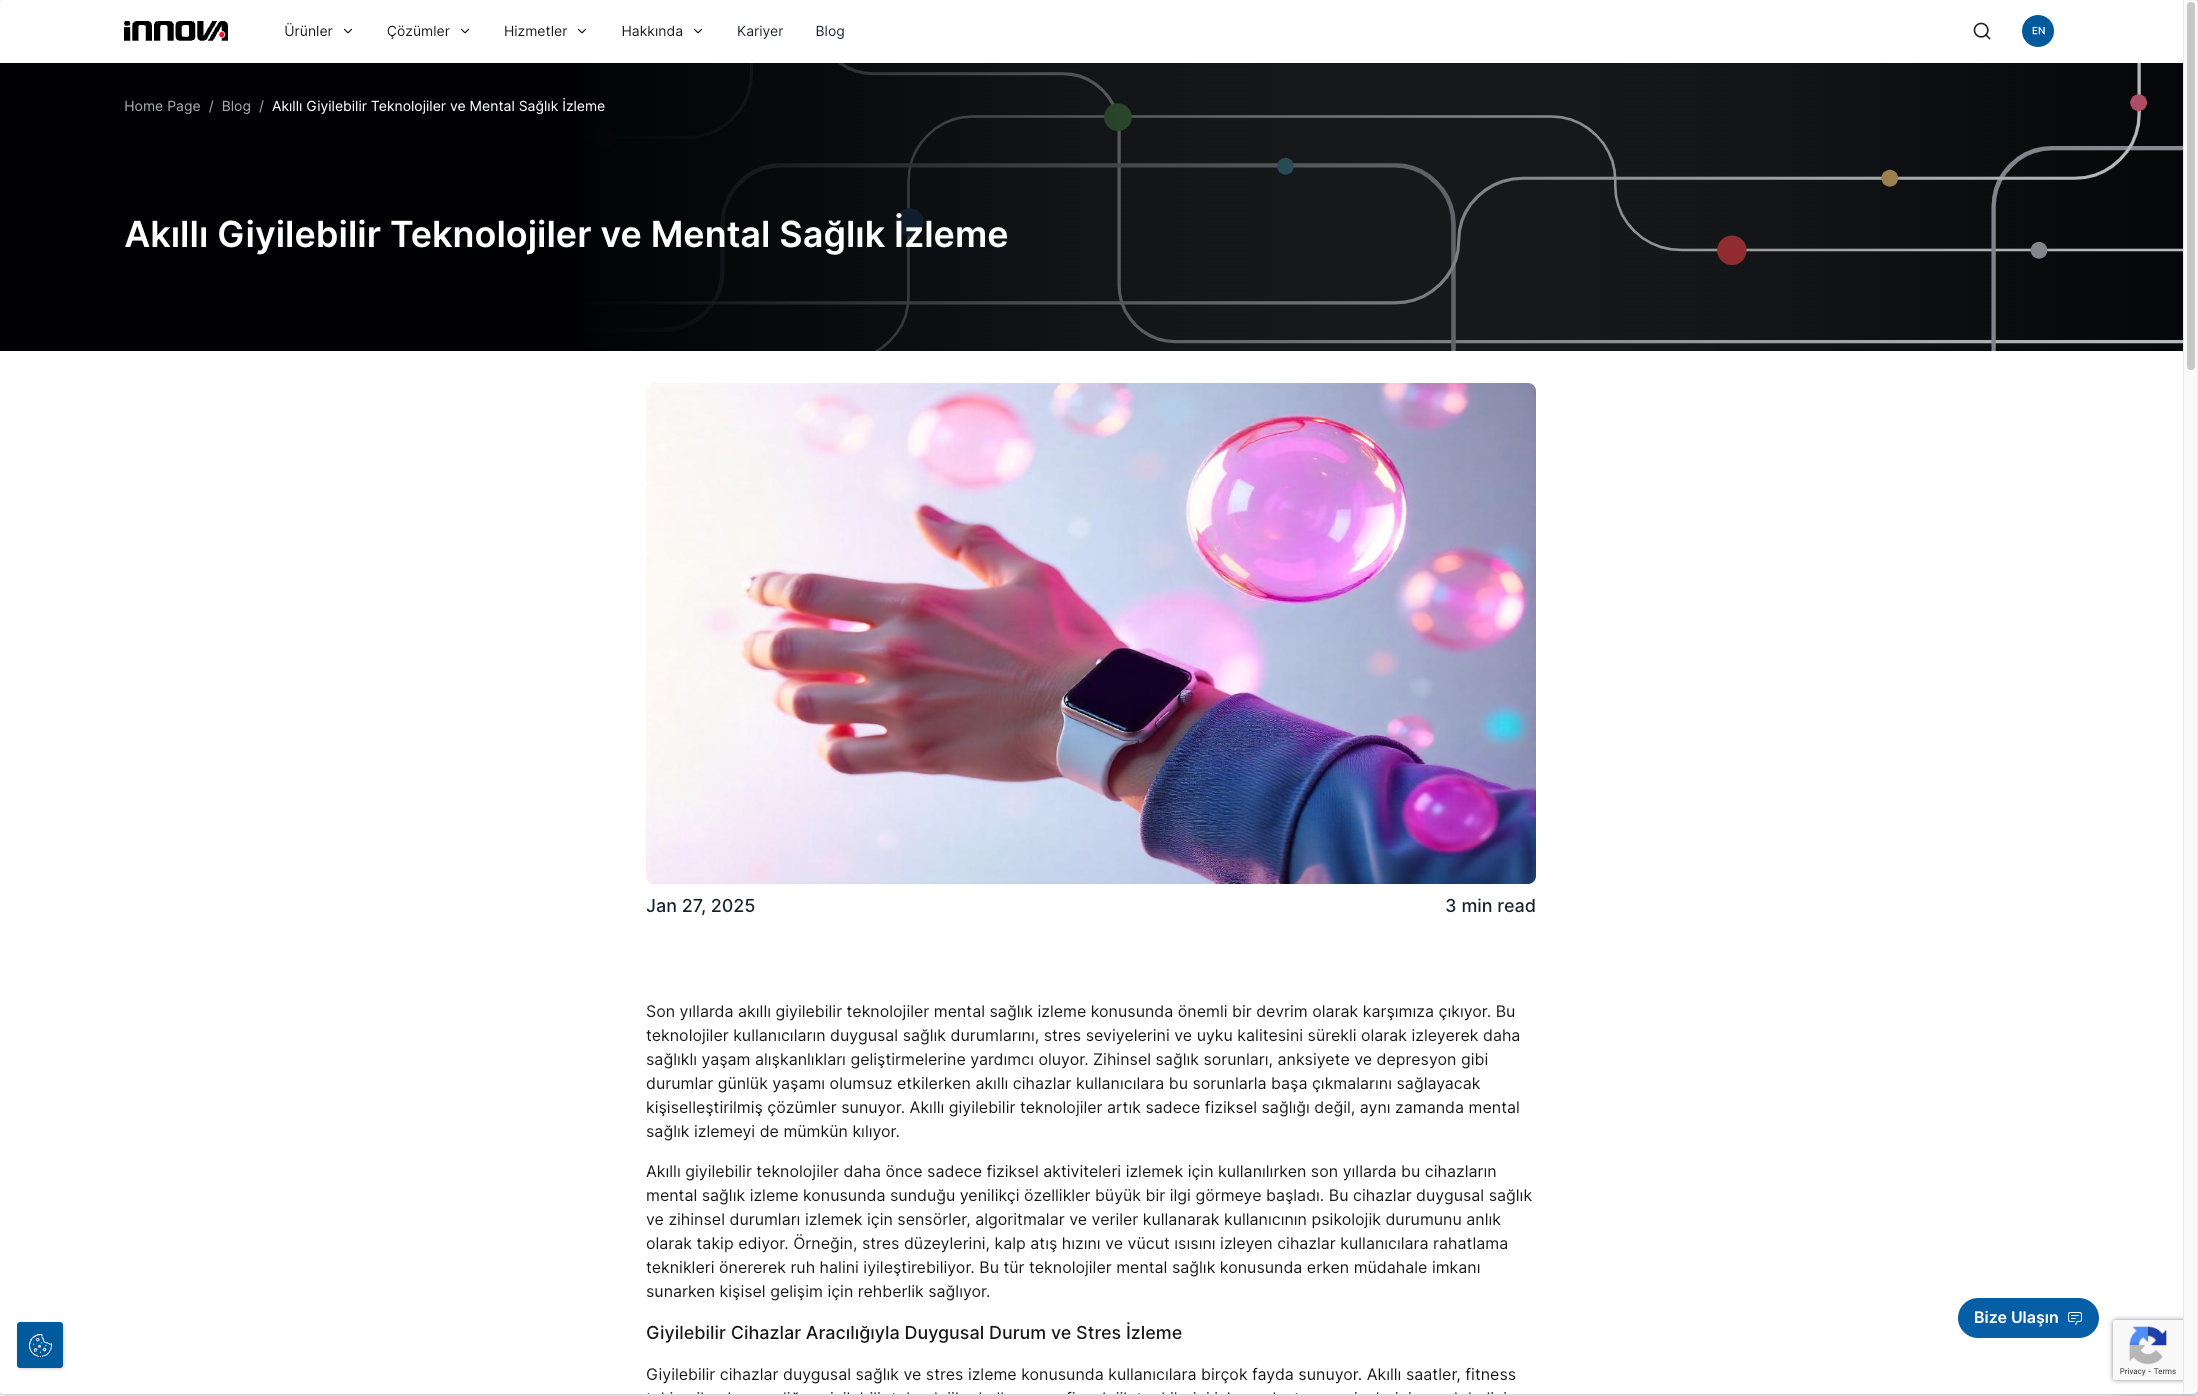 innova
Ürünler Çözümler Hizmetler Hakkında Kariyer Blog EN
Home Page / Blog / Akıllı Giyilebilir Teknolojiler ve Mental Sağlık İzleme
Akıllı Giyilebilir Teknolojiler ve Mental Sağlık İzleme
Jan 27, 2025 3 min read
Son yıllarda akıllı giyilebilir teknolojiler mental sağlık izleme konusunda önemli bir devrim olarak karşımıza çıkıyor. Bu
teknolojiler kullanıcıların duygusal sağlık durumlarını, stres seviyelerini ve uyku kalitesini sürekli olarak izleyerek daha
sağlıklı yaşam alışkanlıkları geliştirmelerine yardımcı oluyor. Zihinsel sağlık sorunları, anksiyete ve depresyon gibi
durumlar günlük yaşamı olumsuz etkilerken akıllı cihazlar kullanıcılara bu sorunlarla başa çıkmalarını sağlayacak
kişiselleştirilmiş çözümler sunuyor. Akıllı giyilebilir teknolojiler artık sadece fiziksel sağlığı değil, aynı zamanda mental
sağlık izlemeyi de mümkün kılıyor.
Akıllı giyilebilir teknolojiler daha önce sadece fiziksel aktiviteleri izlemek için kullanılırken son yıllarda bu cihazların
mental sağlık izleme konusunda sunduğu yenilikçi özellikler büyük bir ilgi görmeye başladı. Bu cihazlar duygusal sağlık
ve zihinsel durumları izlemek için sensörler, algoritmalar ve veriler kullanarak kullanıcının psikolojik durumunu anlık
olarak takip ediyor. Örneğin, stres düzeylerini, kalp atış hızını ve vücut ısısını izleyen cihazlar kullanıcılara rahatlama
teknikleri önererek ruh halini iyileştirebiliyor. Bu tür teknolojiler mental sağlık konusunda erken müdahale imkanı
sunarken kişisel gelişim için rehberlik sağlıyor.
Giyilebilir Cihazlar Aracılığıyla Duygusal Durum ve Stres İzleme
Giyilebilir cihazlar duygusal sağlık ve stres izleme konusunda kullanıcılara birçok fayda sunuyor. Akıllı saatler, fitness
Bize Ulaşın
Privacy - Terms